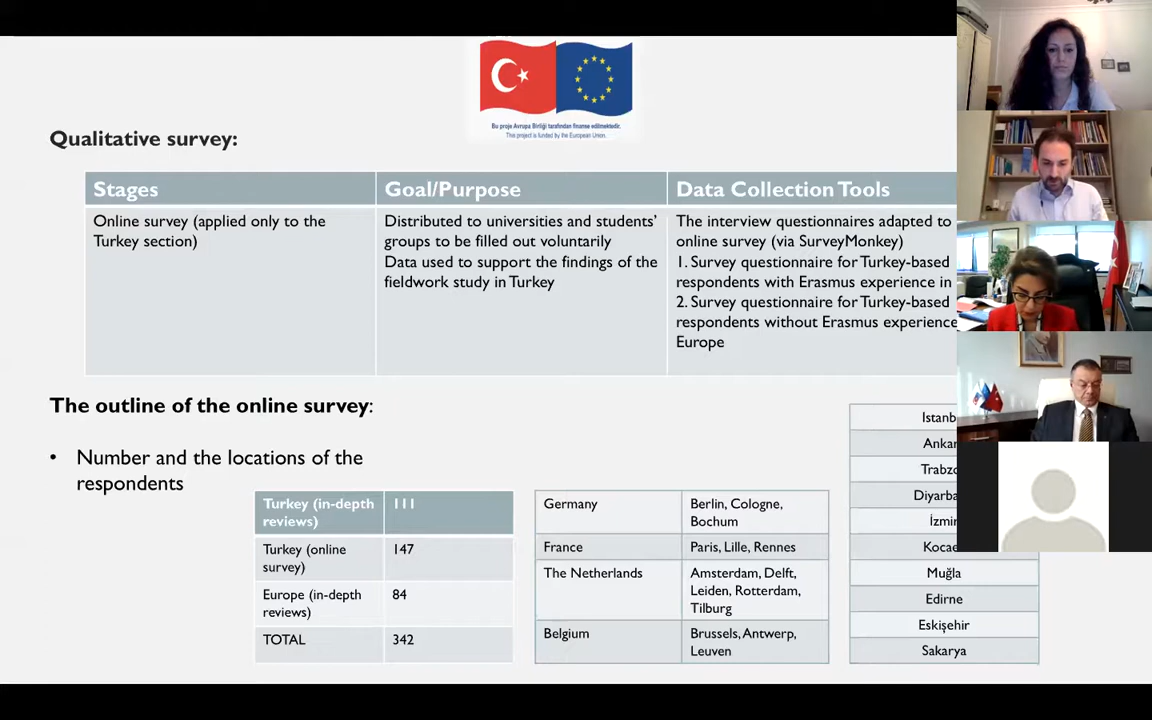 Bu proje Avrupa Birliği tarafından finanse edilmektedir.
This project is funded by the European Union.
Qualitative survey:
Stages
Goal/Purpose
Data Collection Tools
Online survey (applied only to the
Turkey section)
Distributed to universities and students'
groups to be filled out voluntarily
Data used to support the findings of the
fieldwork study in Turkey
The interview questionnaires adapted to
online survey (via SurveyMonkey)
1. Survey questionnaire for Turkey-based
respondents with Erasmus experience in
2. Survey questionnaire for Turkey-based
respondents without Erasmus experience
Europe
The outline of the online survey:
• Number and the locations of the
respondents
Turkey (in-depth
reviews)
111
Turkey (online
survey)
147
Europe (in-depth
reviews)
84
TOTAL
342
Germany
Berlin, Cologne,
Bochum
France
Paris, Lille, Rennes
The Netherlands
Amsterdam, Delft,
Leiden, Rotterdam,
Tilburg
Belgium
Brussels, Antwerp,
Leuven
Istanb
Ankar
Trabzo
Diyarba
İzmir
Kocae
Muğla
Edirne
Eskişehir
Sakarya